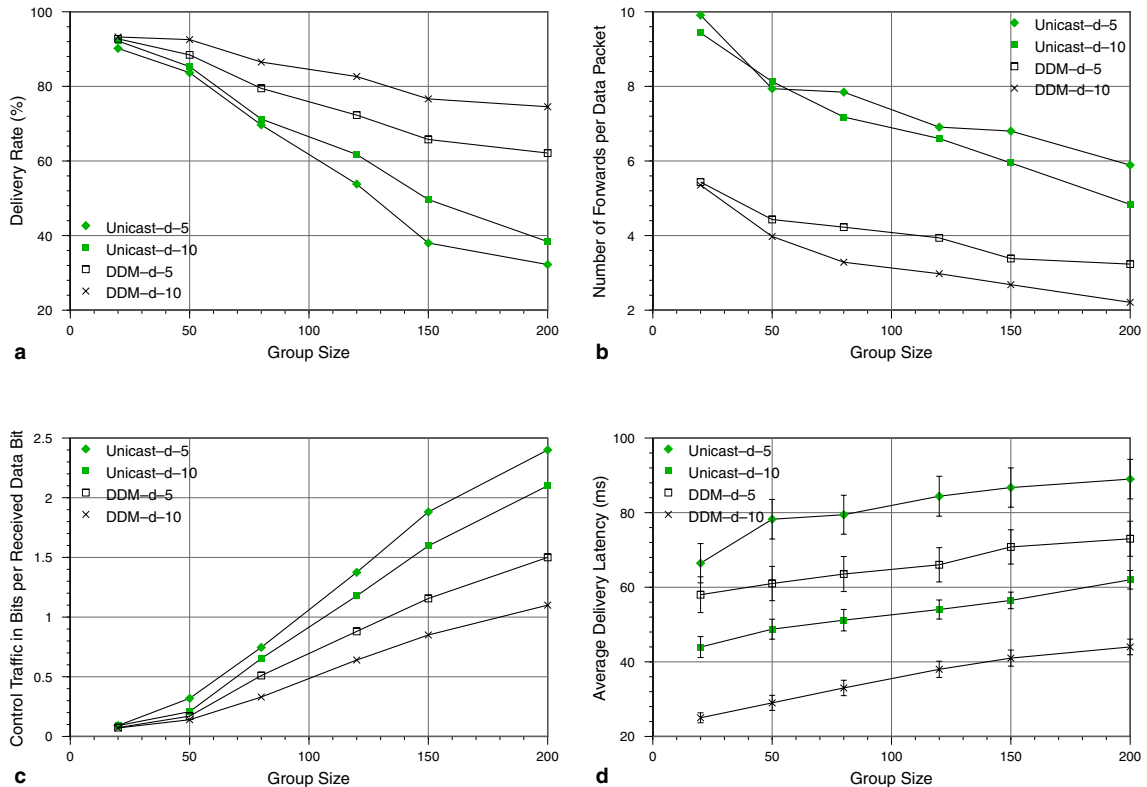 100
80
60
40
20
Delivery Rate (%)
Unicast–d–5
Unicast–d–10
DDM–d–5
DDM–d–10
0
50
100
150
200
Group Size
a
10
8
6
4
2
Number of Forwards per Data Packet
Unicast–d–5
Unicast–d–10
DDM–d–5
DDM–d–10
0
50
100
150
200
Group Size
b
2.5
2
1.5
1
0.5
0
Control Traffic in Bits per Received Data Bit
Unicast–d–5
Unicast–d–10
DDM–d–5
DDM–d–10
0
50
100
150
200
Group Size
c
100
80
60
40
20
Average Delivery Latency (ms)
Unicast–d–5
Unicast–d–10
DDM–d–5
DDM–d–10
0
50
100
150
200
Group Size
d